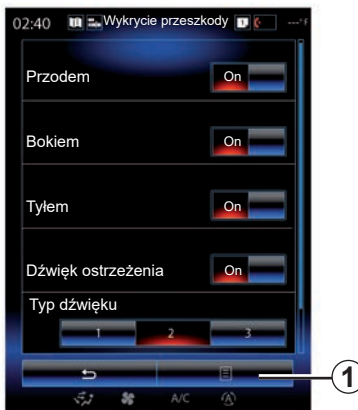 02:40 Wykrycie przeszkody ---°F
Przodem On
Bokiem On
Tyłem On
Dźwięk ostrzeżenia On
Typ dźwięku
1 2 3
1
A/C